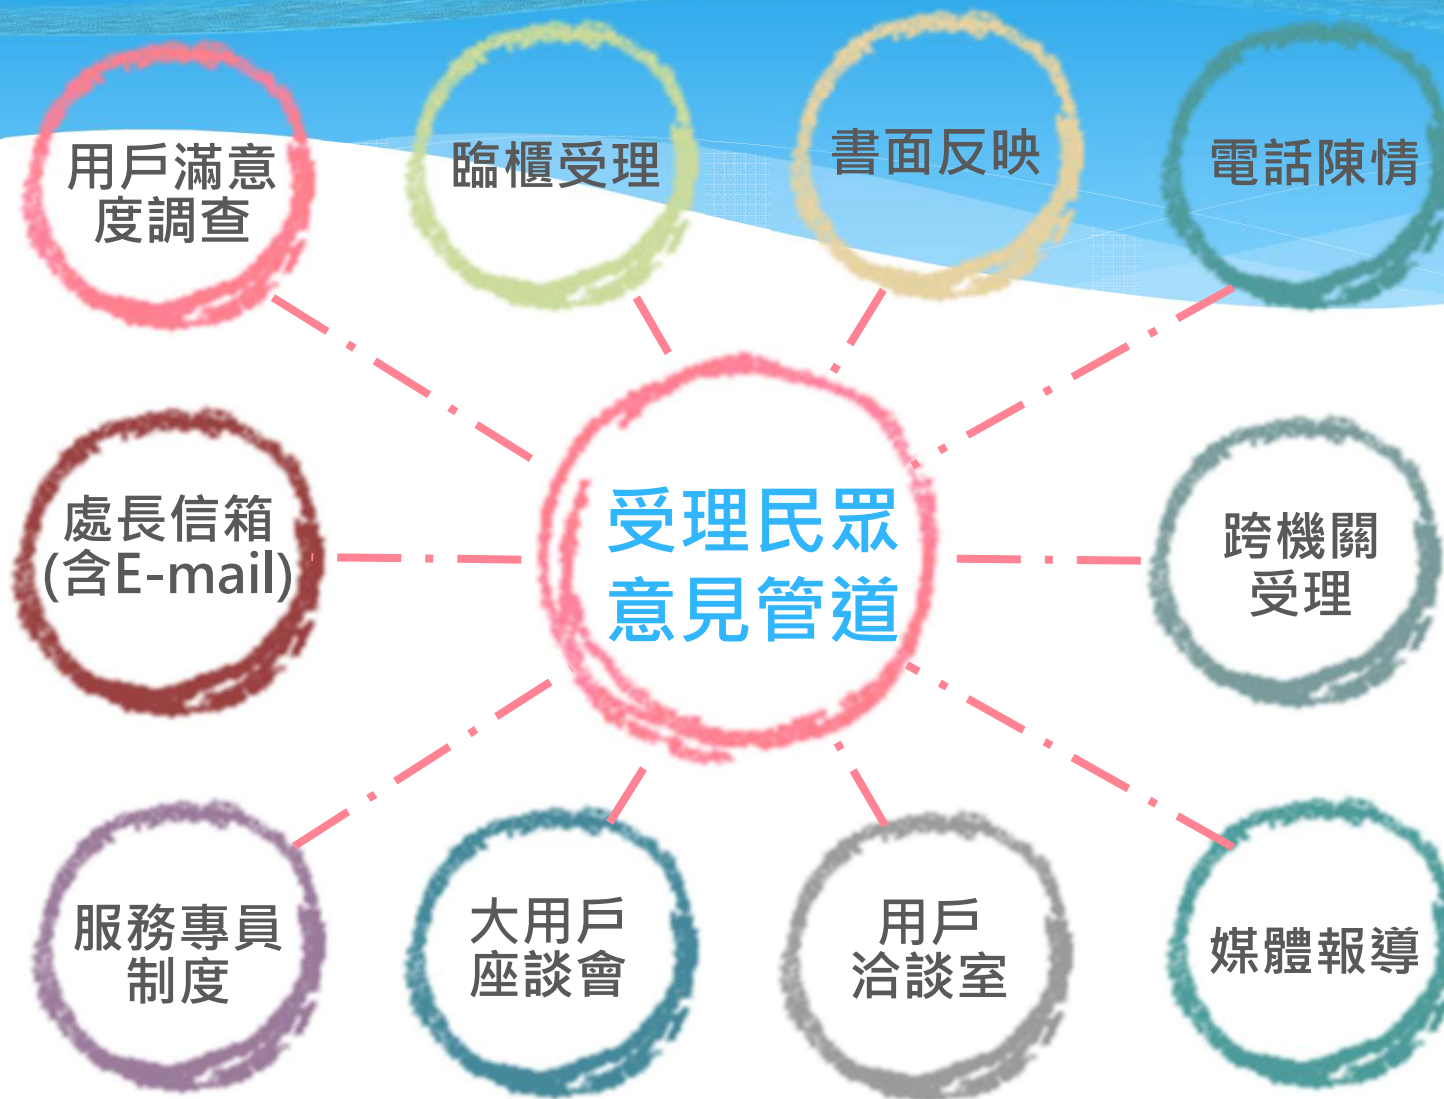 用戶滿意
度調查
臨櫃受理
書面反映
電話陳情
處長信箱
(含E-mail)
受理民眾
意見管道
跨機關
受理
服務專員
制度
大用戶
座談會
用戶
洽談室
媒體報導